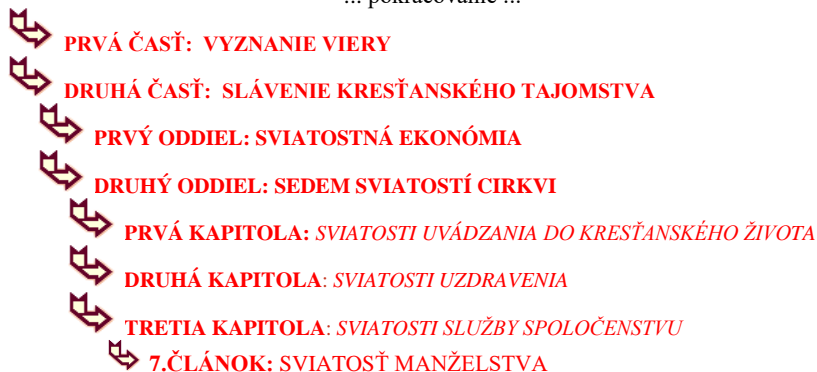 ... pokračovanie ...
PRVÁ ČASŤ: VYZNANIE VIERY
DRUHÁ ČASŤ: SLÁVENIE KRESŤANSKÉHO TAJOMSTVA
PRVÝ ODDIEL: SVIATOSTNÁ EKONÓMIA
DRUHÝ ODDIEL: SEDEM SVIATOSTÍ CIRKVI
PRVÁ KAPITOLA: SVIATOSTI UVÁDZANIA DO KRESŤANSKÉHO ŽIVOTA
DRUHÁ KAPITOLA: SVIATOSTI UZDRAVENIA
TRETIA KAPITOLA: SVIATOSTI SLUŽBY SPOLOČENSTVU
7.ČLÁNOK: SVIATOSŤ MANŽELSTVA